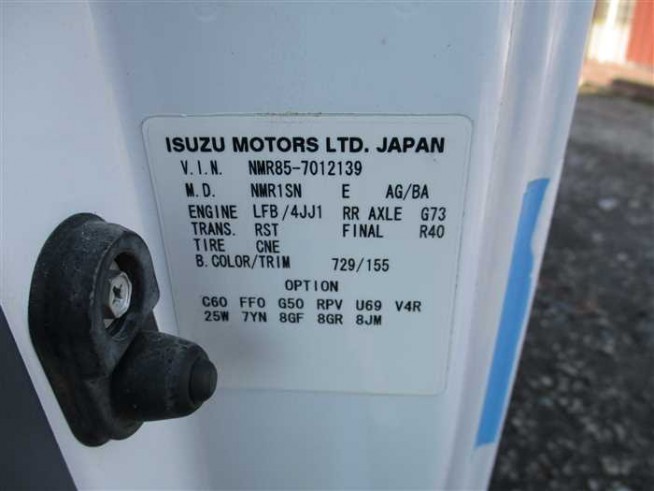 ISUZU MOTORS LTD. JAPAN
V.I.N. NMR85-7012139
M.D. NMR1SN E AG/BA
ENGINE LFB/4JJ1 RR AXLE G73
TRANS. RST FINAL R40
TIRE CNE
B.COLOR/TRIM 729/155
OPTION
C60 FF0 G50 RPV U69 V4R
25W 7YN 8GF 8GR 8JM